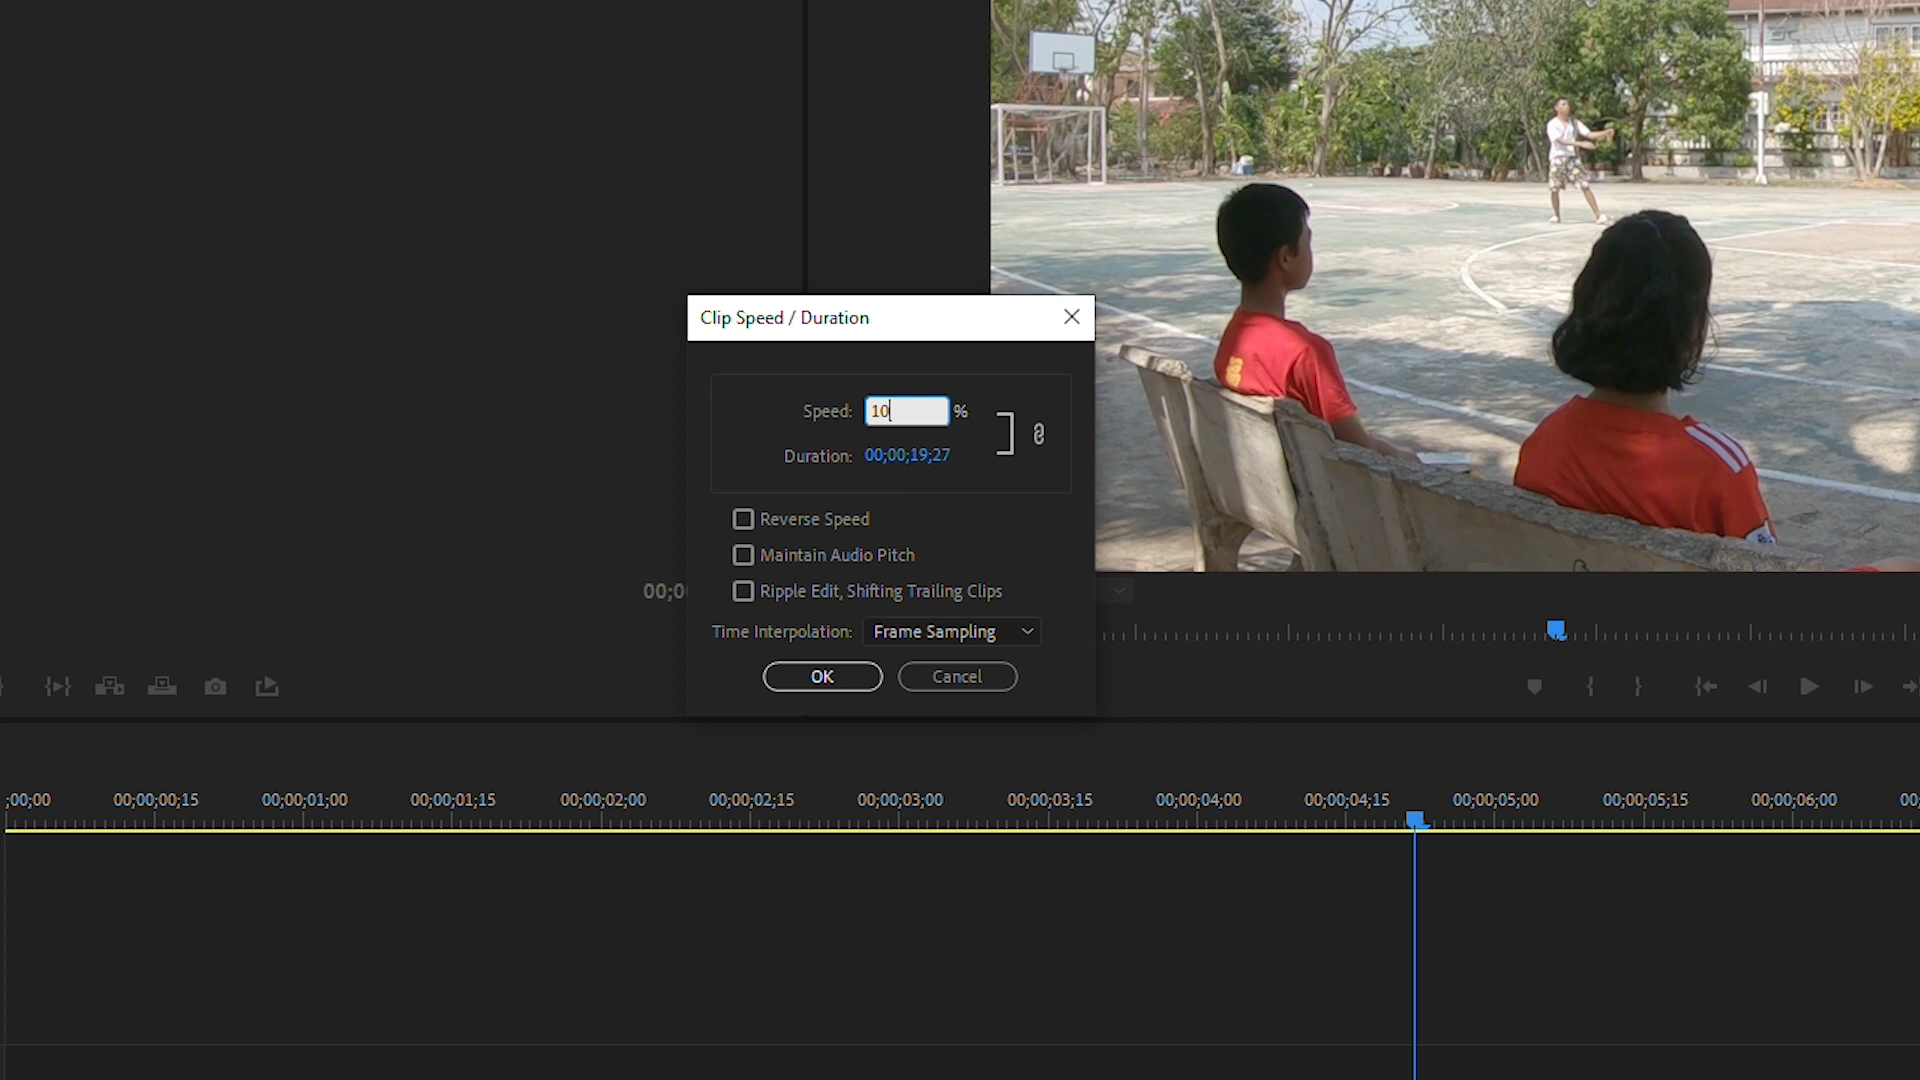 Clip Speed / Duration
Speed: 10 %
Duration: 00;00;19;27
Reverse Speed
Maintain Audio Pitch
Ripple Edit, Shifting Trailing Clips
Time Interpolation: Frame Sampling
OK Cancel
00;0
;00;00 00;00;00;15 00;00;01;00 00;00;01;15 00;00;02;00 00;00;02;15 00;00;03;00 00;00;03;15 00;00;04;00 00;00;04;15 00;00;05;00 00;00;05;15 00;00;06;00 00;